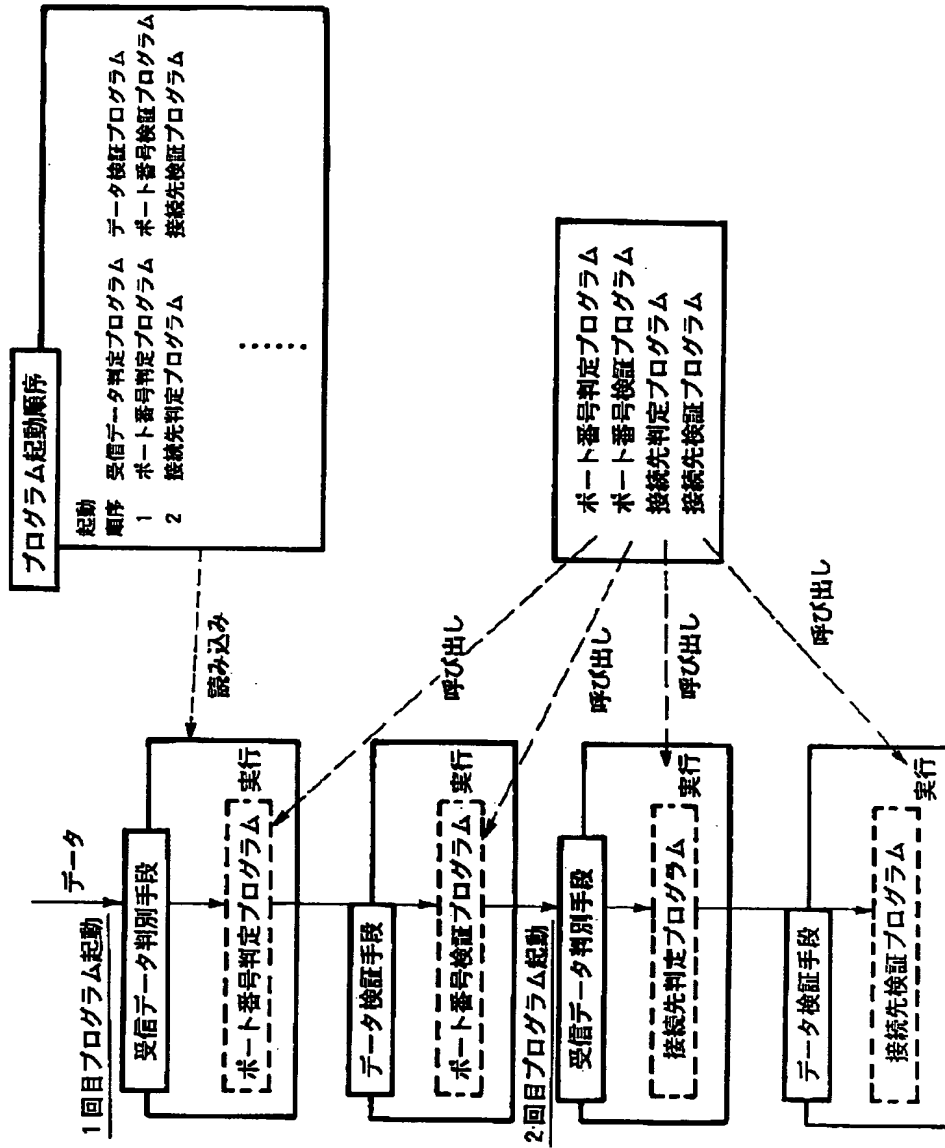 1回目プログラム起動
データ
受信データ判別手段
ポート番号判定プログラム
実行
データ検証手段
ポート番号検証プログラム
実行
2回目プログラム起動
受信データ判別手段
接続先判定プログラム
実行
データ検証手段
接続先検証プログラム
実行
読み込み
呼び出し
呼び出し
呼び出し
呼び出し
プログラム起動順序
起動
順序 受信データ判定プログラム データ検証プログラム
1 ポート番号判定プログラム ポート番号検証プログラム
2 接続先判定プログラム 接続先検証プログラム
……
ポート番号判定プログラム
ポート番号検証プログラム
接続先判定プログラム
接続先検証プログラム